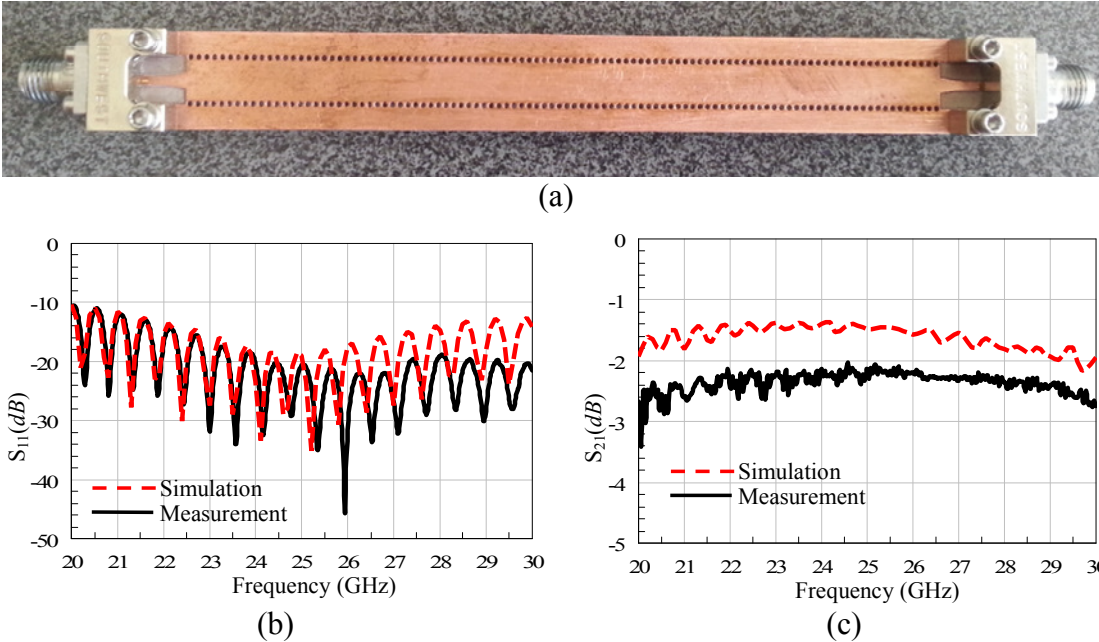 (a)
0
-10
-20
-30
-40
-50
S11(dB)
Simulation
Measurement
20 21 22 23 24 25 26 27 28 29 30
Frequency (GHz)
(b)
0
-1
-2
-3
-4
-5
S21(dB)
Simulation
Measurement
20 21 22 23 24 25 26 27 28 29 30
Frequency (GHz)
(c)